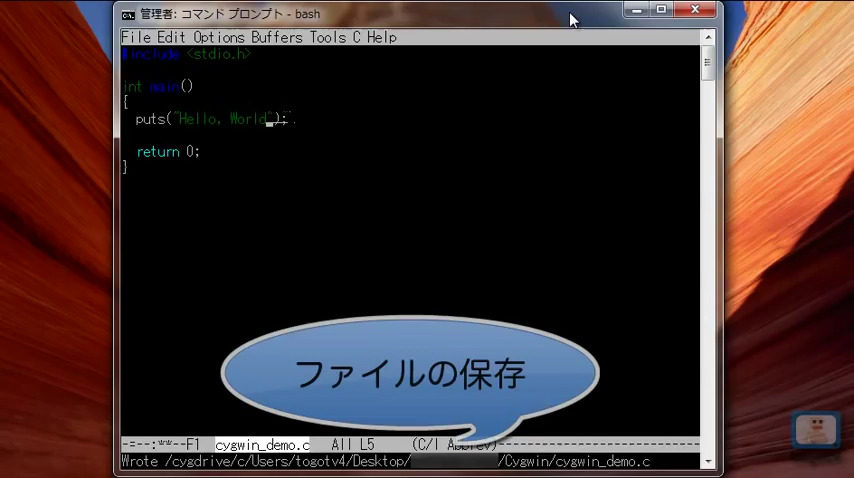 管理者: コマンド プロンプト - bash
File Edit Options Buffers Tools C Help
#include <stdio.h>
int main()
{
puts("Hello, World");
return 0;
}
ファイルの保存
-=--:**--F1 cygwin_demo.c All L5 (C/l Abbrev)
Wrote /cygdrive/c/Users/togotv4/Desktop/ /Cygwin/cygwin_demo.c